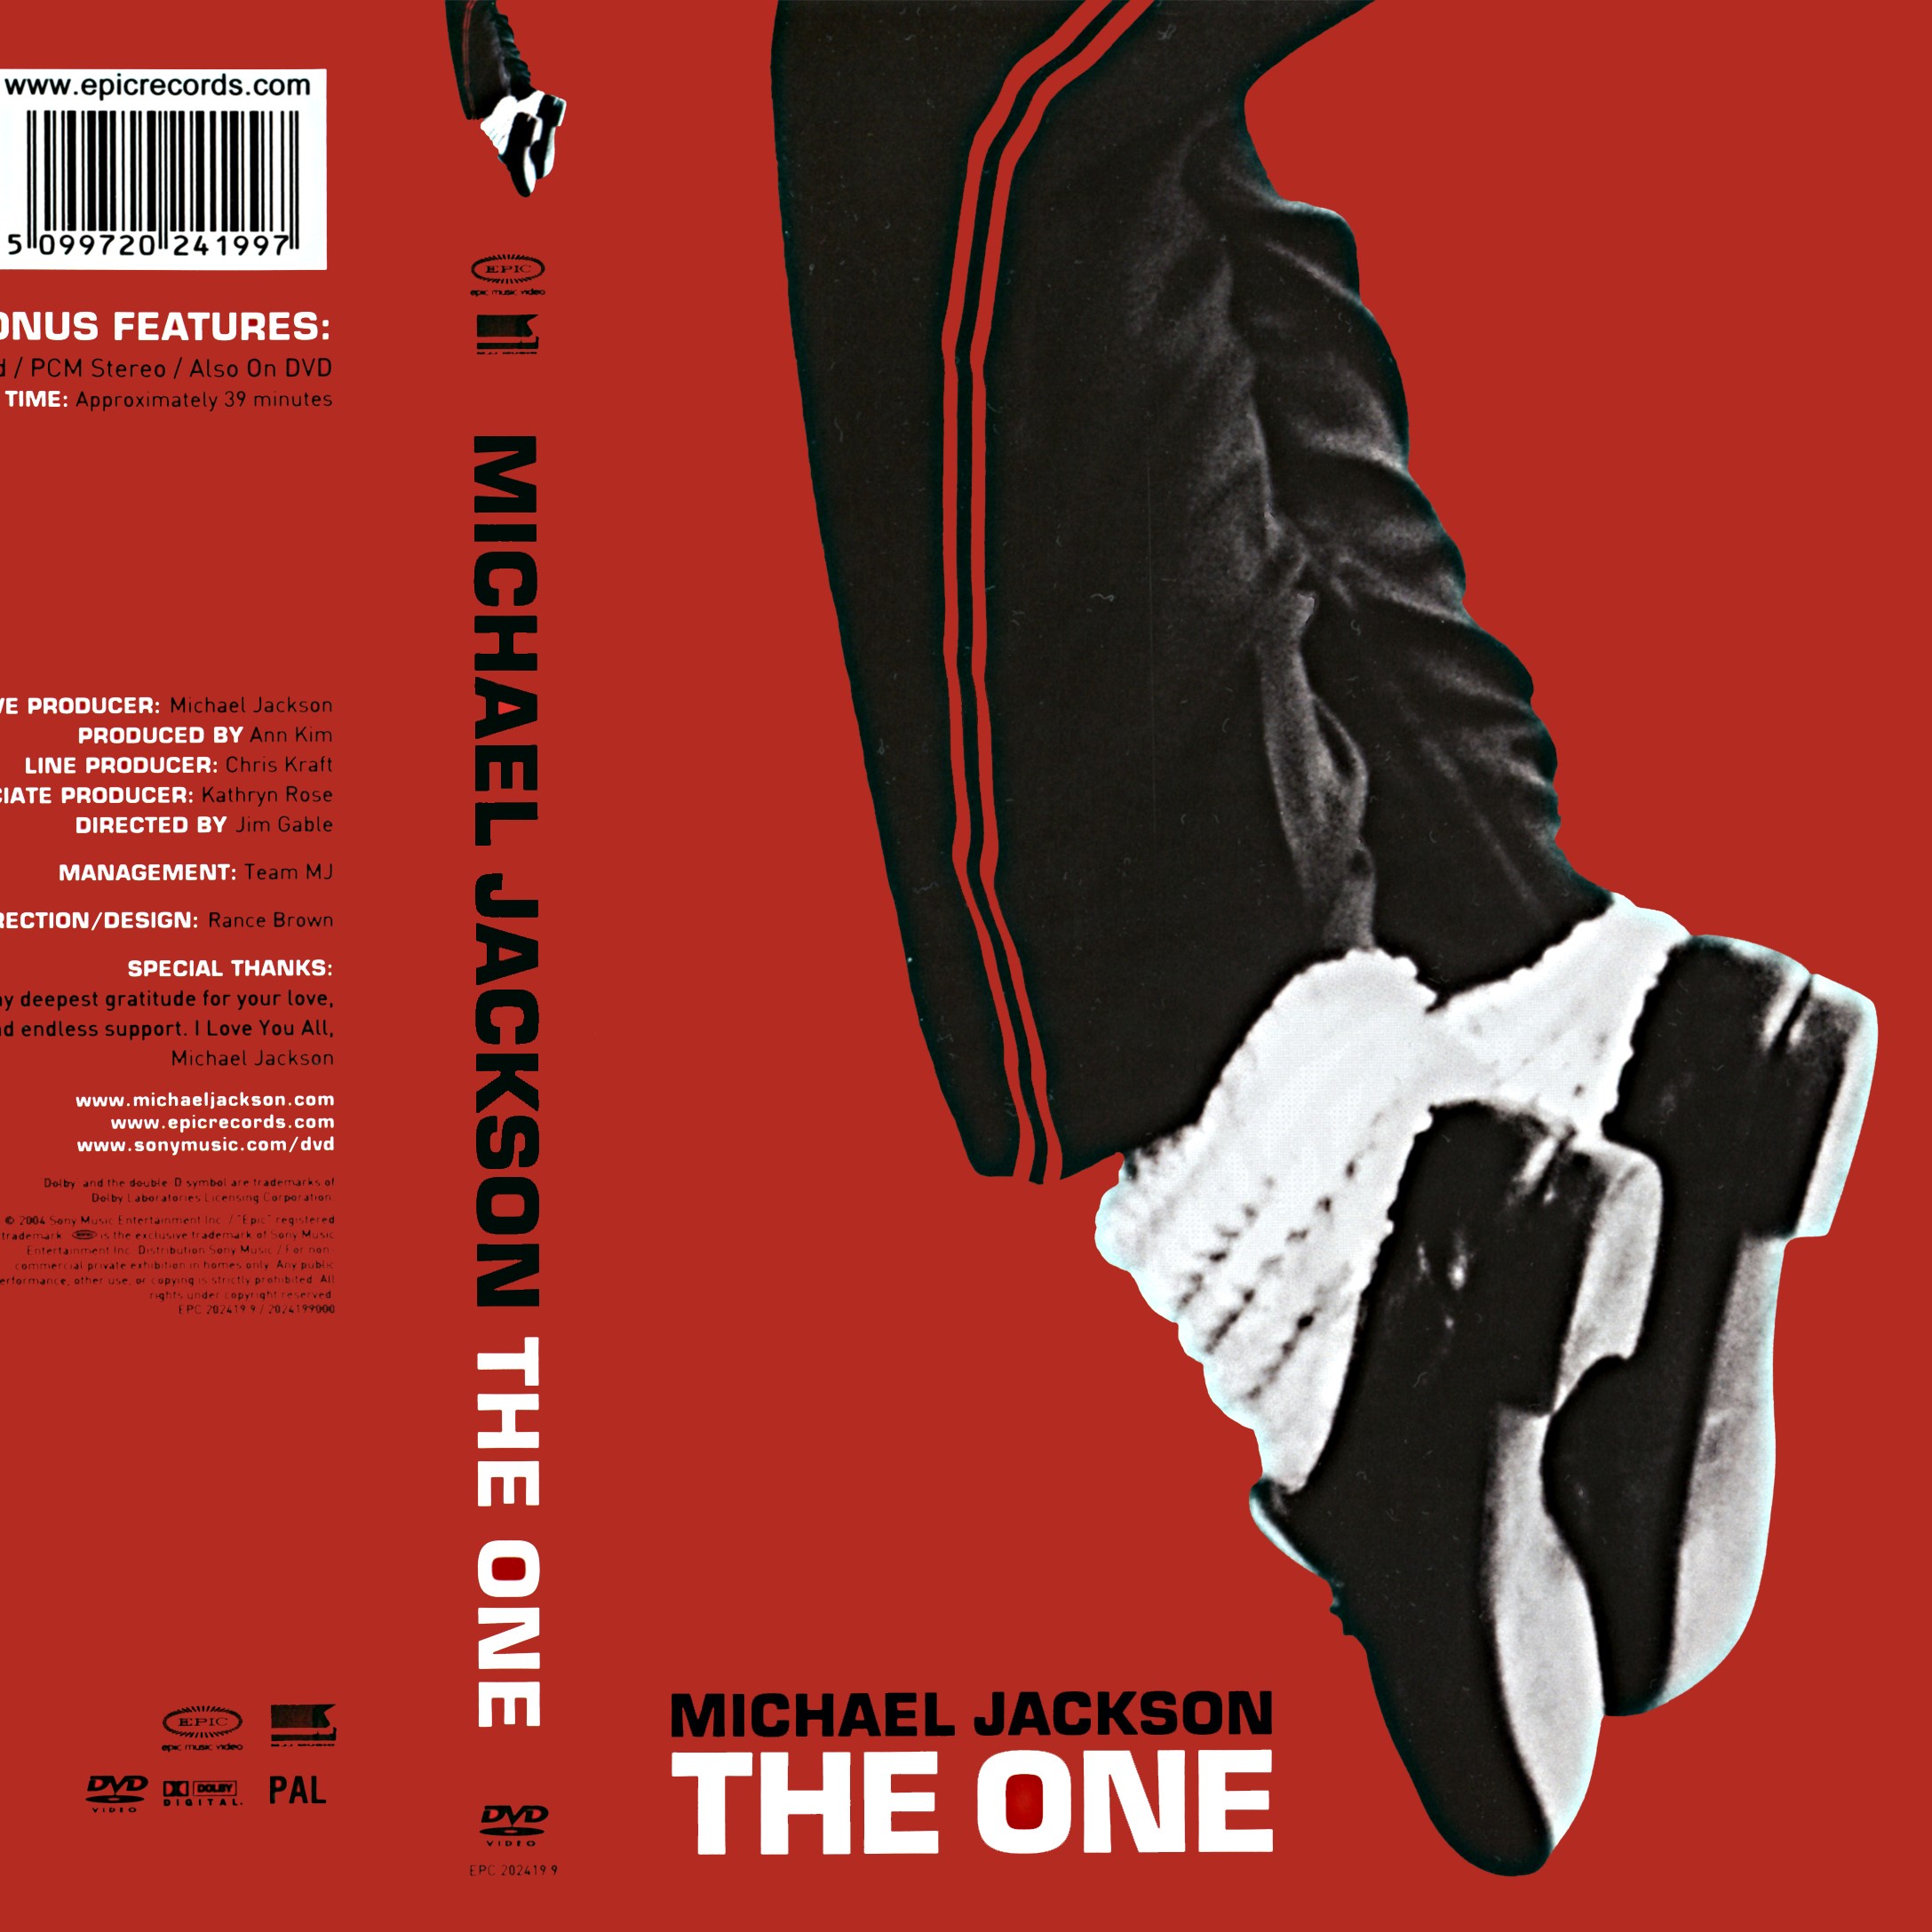 www.epicrecords.com
5 099720 241997
ONUS FEATURES:
d / PCM Stereo / Also On DVD
TIME: Approximately 39 minutes
VE PRODUCER: Michael Jackson
PRODUCED BY Ann Kim
LINE PRODUCER: Chris Kraft
CIATE PRODUCER: Kathryn Rose
DIRECTED BY Jim Gable
MANAGEMENT: Team MJ
RECTION/DESIGN: Rance Brown
SPECIAL THANKS:
y deepest gratitude for your love,
d endless support. I Love You All,
Michael Jackson
www.michaeljackson.com
www.epicrecords.com
www.sonymusic.com/dvd
Dolby and the double D symbol are trademarks of
Dolby Laboratories Licensing Corporation.
© 2004 Sony Music Entertainment Inc. / "Epic" registered
trademark EPIC is the exclusive trademark of Sony Music
Entertainment Inc. Distribution Sony Music / For non-
commercial private exhibition in homes only. Any public
erformance, other use, or copying is strictly prohibited. All
rights under copyright reserved.
EPC 202419 9 / 2024199000
EPIC
epic music video
DVD
VIDEO
DOLBY
DIGITAL
PAL
EPIC
epic music video
MICHAEL JACKSON THE ONE
DVD
VIDEO
EPC 202419 9
MICHAEL JACKSON
THE ONE